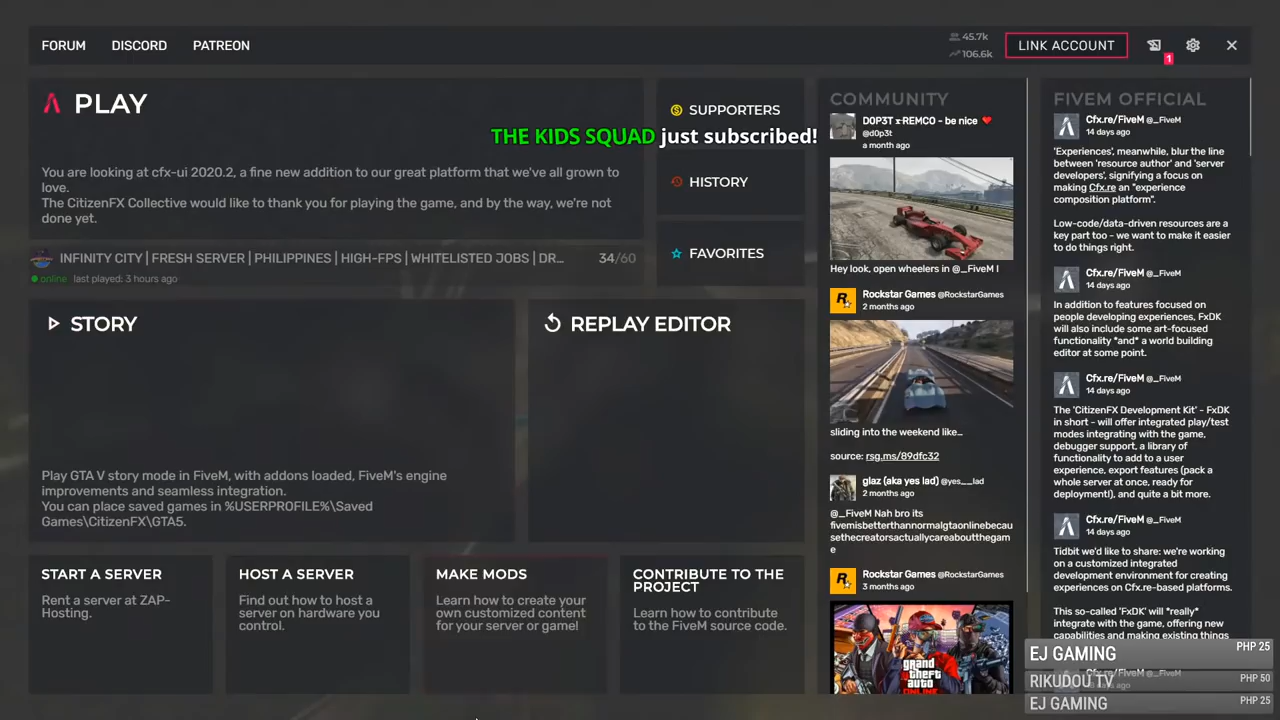 FORUM
DISCORD
PATREON
45.7k
106.6k
LINK ACCOUNT
1
PLAY
You are looking at cfx-ui 2020.2, a fine new addition to our great platform that we've all grown to
love.
The CitizenFX Collective would like to thank you for playing the game, and by the way, we're not
done yet.
SUPPORTERS
THE KIDS SQUAD just subscribed!
HISTORY
FAVORITES
INFINITY CITY | FRESH SERVER | PHILIPPINES | HIGH-FPS | WHITELISTED JOBS | DR...
34/60
online last played: 3 hours ago
STORY
Play GTA V story mode in FiveM, with addons loaded, FiveM's engine
improvements and seamless integration.
You can place saved games in %USERPROFILE%\Saved
Games\CitizenFX\GTA5.
REPLAY EDITOR
START A SERVER
Rent a server at ZAP-
Hosting.
HOST A SERVER
Find out how to host a
server on hardware you
control.
MAKE MODS
Learn how to create your
own customized content
for your server or game!
CONTRIBUTE TO THE
PROJECT
Learn how to contribute
to the FiveM source code.
COMMUNITY
D0P3T x REMCO - be nice ❤
@d0p3t
a month ago
Hey look, open wheelers in @_FiveM !
Rockstar Games @RockstarGames
2 months ago
sliding into the weekend like…
source: rsg.ms/89dfc32
glaz (aka yes lad) @yes__lad
2 months ago
@_FiveM Nah bro its
fivemisbetterthannormalgtaonlinebecau
sethecreatorsactuallycareaboutthegam
e
Rockstar Games @RockstarGames
3 months ago
grand
theft
auto
ONLINE
FIVEM OFFICIAL
Cfx.re/FiveM @_FiveM
14 days ago
'Experiences', meanwhile, blur the line
between 'resource author' and 'server
developers', signifying a focus on
making Cfx.re an "experience
composition platform".
Low-code/data-driven resources are a
key part too - we want to make it easier
to do things right.
Cfx.re/FiveM @_FiveM
14 days ago
In addition to features focused on
people developing experiences, FxDK
will also include some art-focused
functionality *and* a world building
editor at some point.
Cfx.re/FiveM @_FiveM
14 days ago
The 'CitizenFX Development Kit' - FxDK
in short - will offer integrated play/test
modes integrating with the game,
debugger support, a library of
functionality to add to a user
experience, export features (pack a
whole server at once, ready for
deployment!), and quite a bit more.
Cfx.re/FiveM @_FiveM
14 days ago
Tidbit we'd like to share: we're working
on a customized integrated
development environment for creating
experiences on Cfx.re-based platforms.
This so-called 'FxDK' will *really*
integrate with the game, offering new
capabilities and making existing things
EJ GAMING
PHP 25
RIKUDOU TV
PHP 50
EJ GAMING
PHP 25